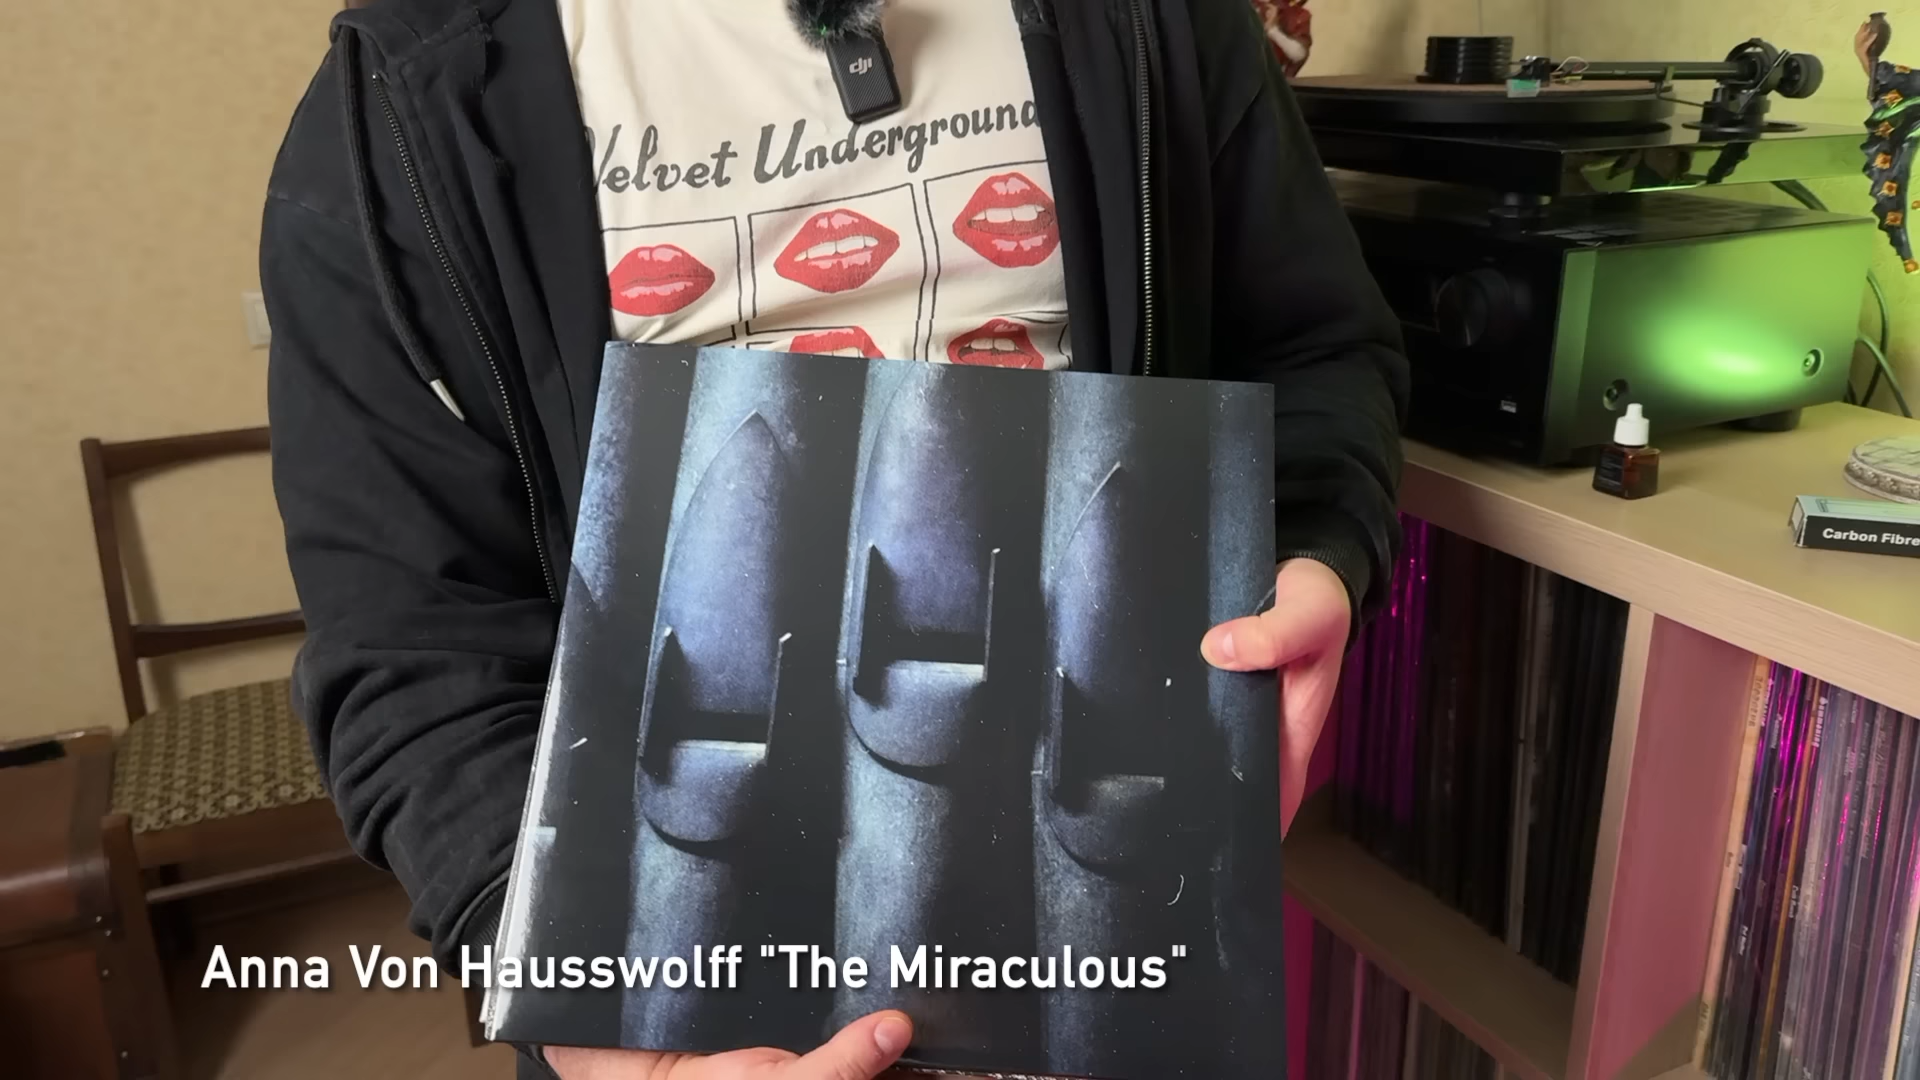 dji
Velvet Underground
Carbon Fibre
Anna Von Hausswolff "The Miraculous"